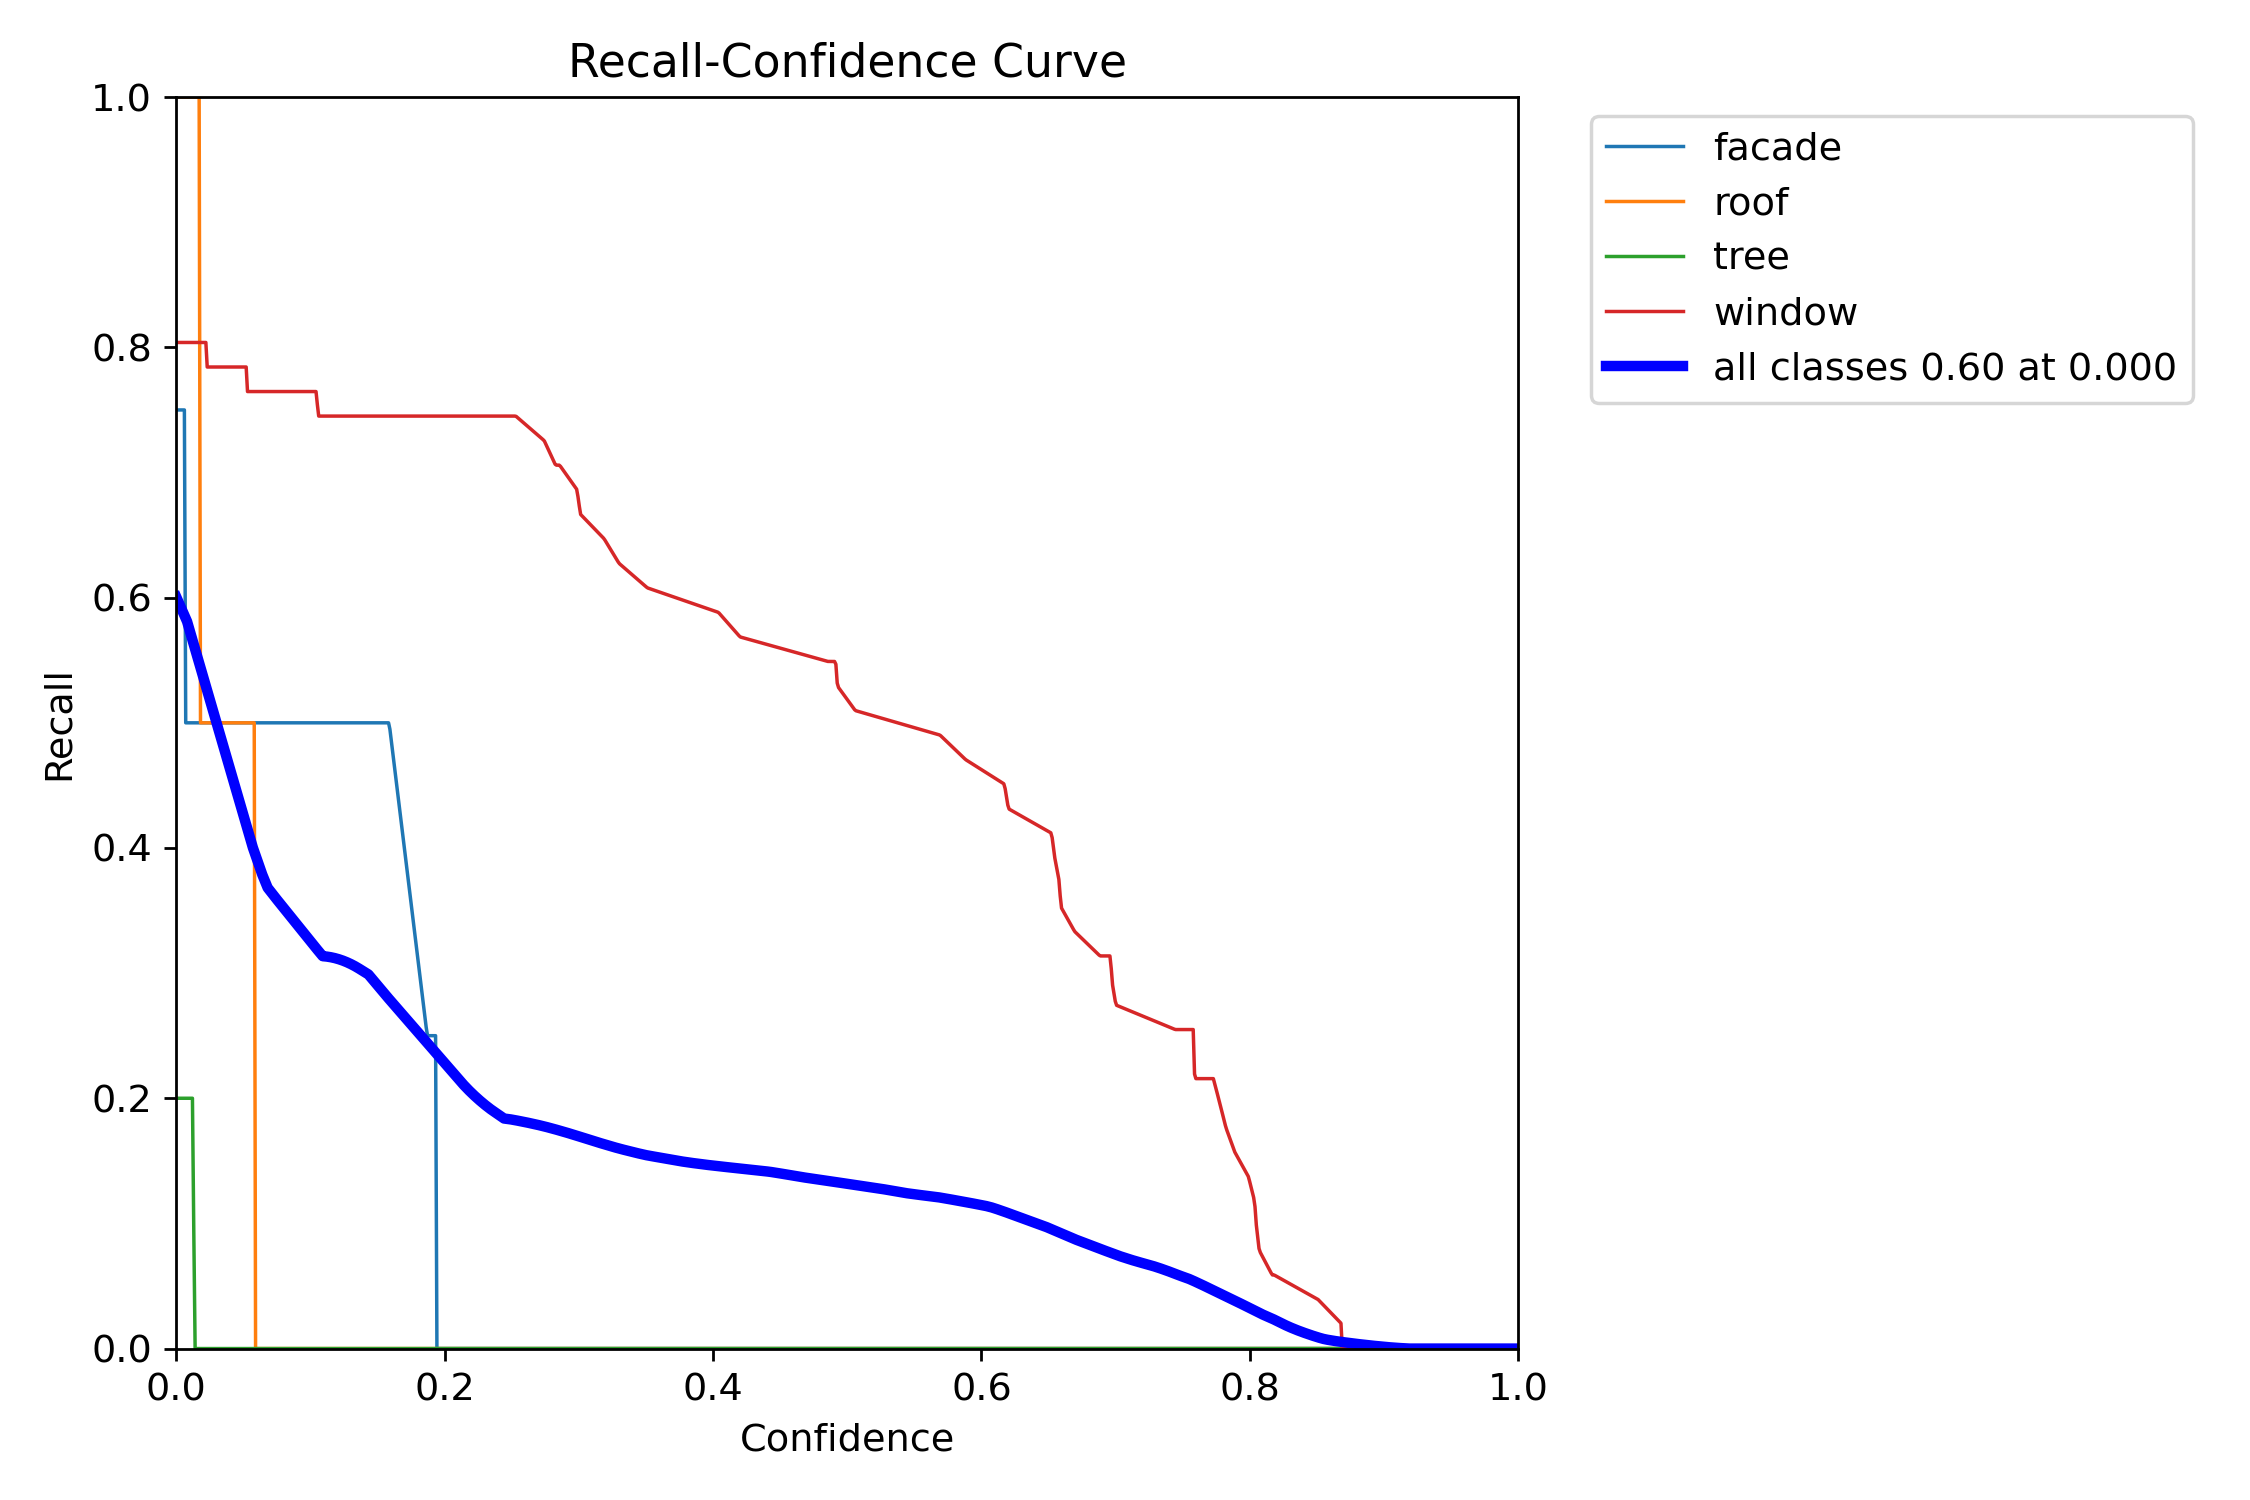 Recall-Confidence Curve
1.0
0.8
0.6
0.4
0.2
0.0
Recall
0.0 0.2 0.4 0.6 0.8 1.0
Confidence
facade
roof
tree
window
all classes 0.60 at 0.000